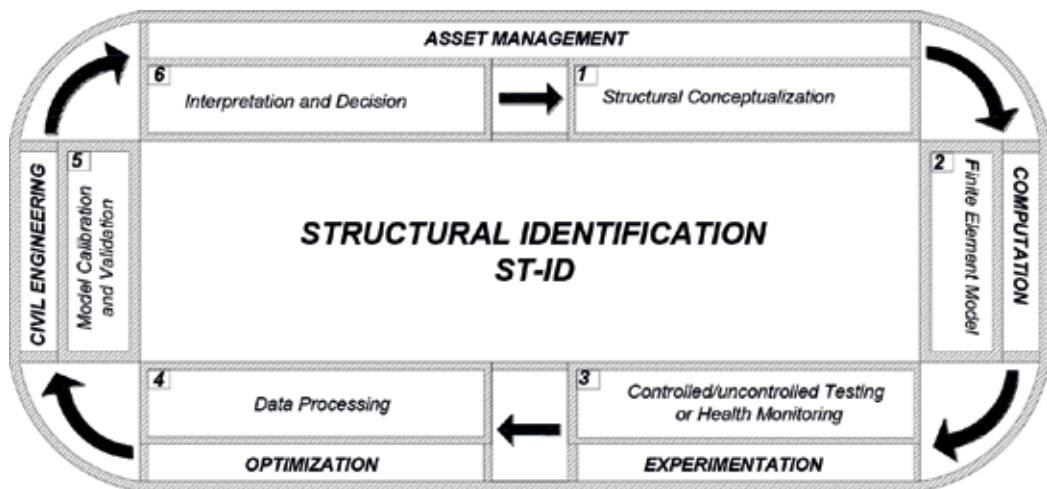 ASSET MANAGEMENT
6
Interpretation and Decision
1
Structural Conceptualization
2
Finite Element Model
COMPUTATION
3
Controlled/uncontrolled Testing
or Health Monitoring
EXPERIMENTATION
4
Data Processing
OPTIMIZATION
5
Model Calibration
and Validation
CIVIL ENGINEERING
STRUCTURAL IDENTIFICATION
ST-ID